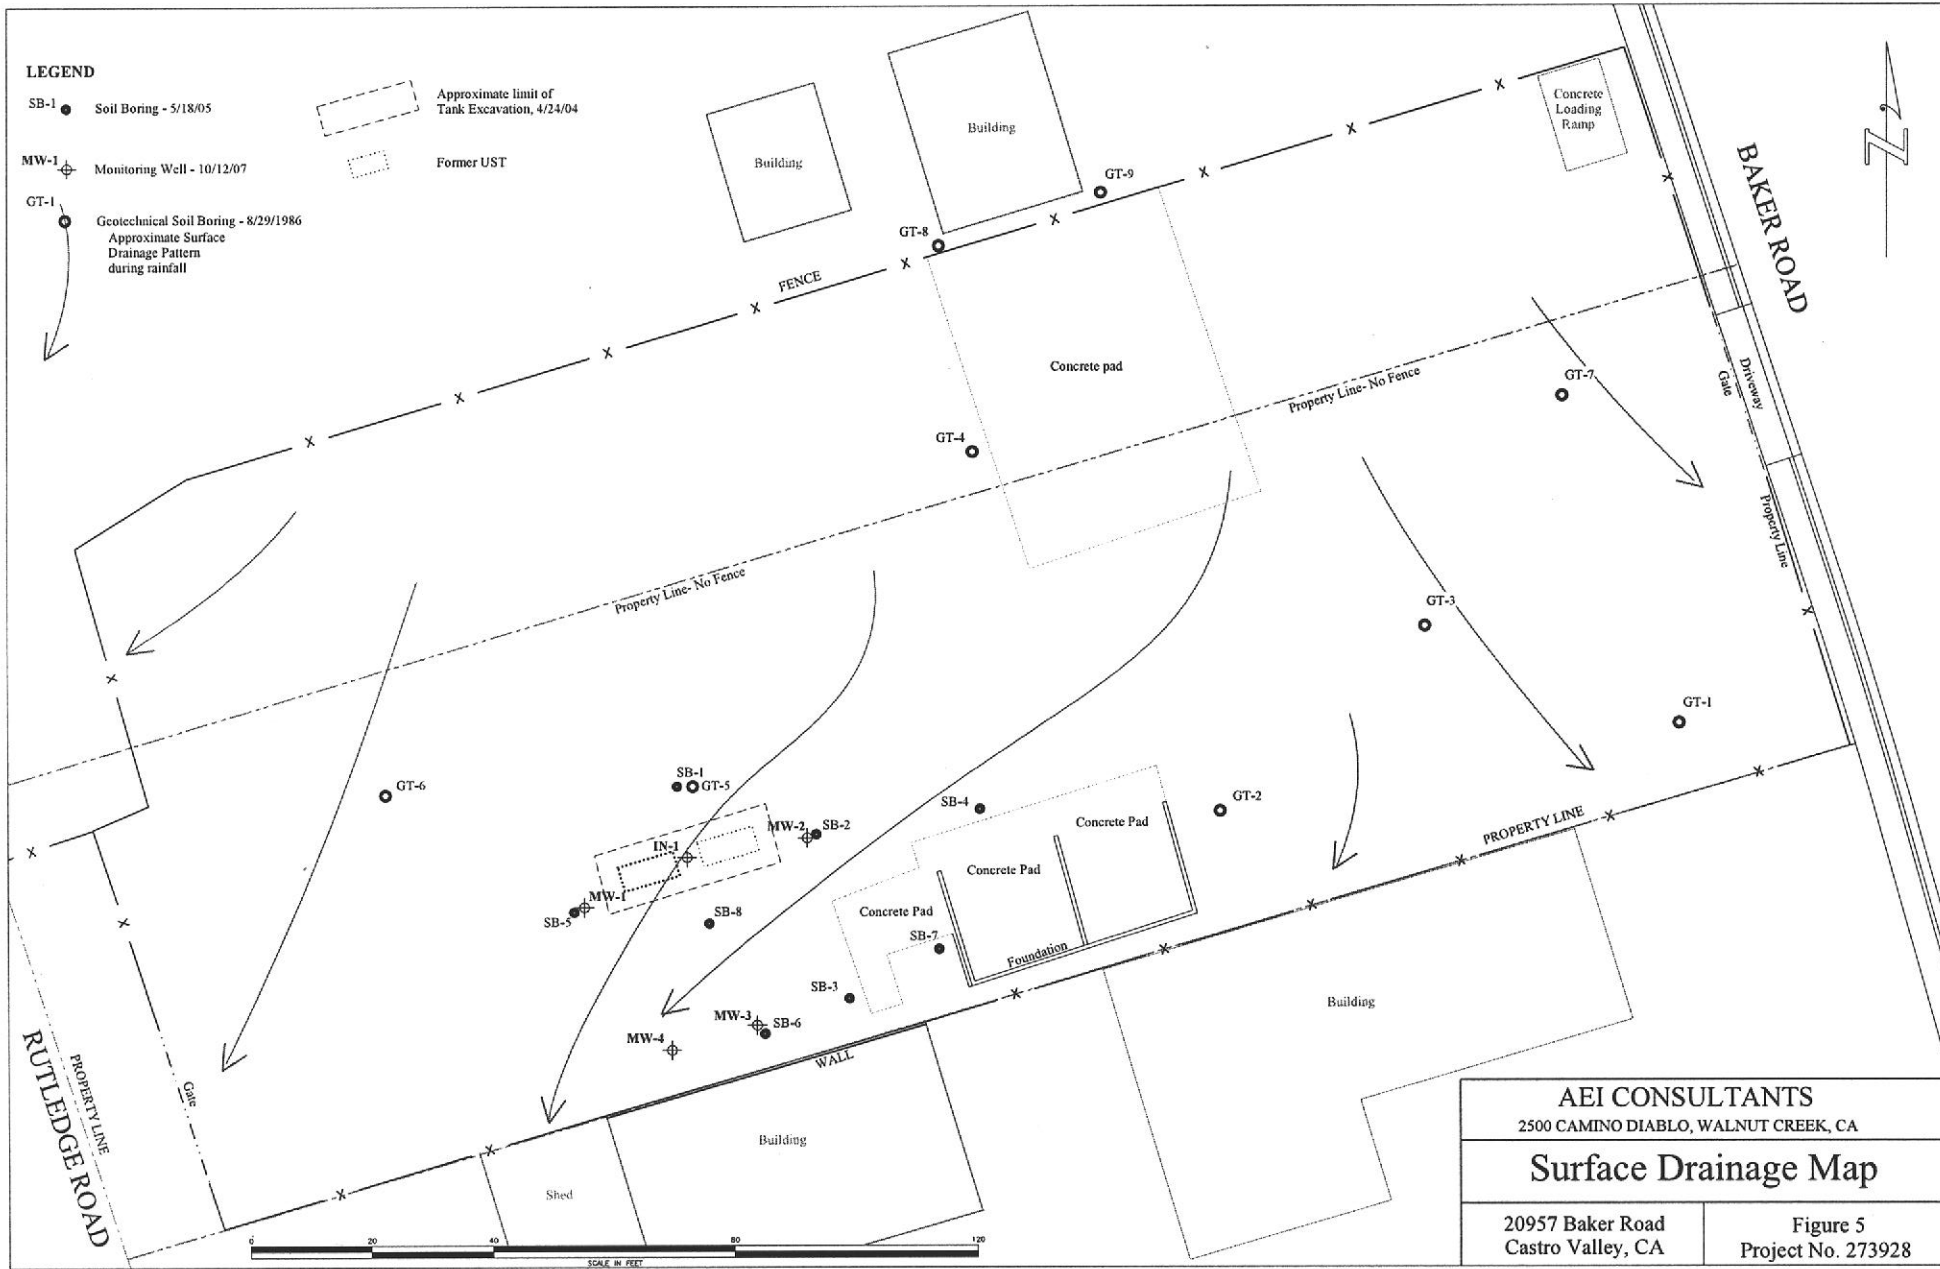 LEGEND
SB-1
Soil Boring - 5/18/05
MW-1
Monitoring Well - 10/12/07
GT-1
Geotechnical Soil Boring - 8/29/1986
Approximate Surface
Drainage Pattern
during rainfall
Approximate limit of
Tank Excavation, 4/24/04
Former UST
Building
Building
Concrete
Loading
Ramp
N
BAKER ROAD
GT-9
GT-8
FENCE
Concrete pad
Property Line- No Fence
GT-7
Driveway
Gate
Property Line
GT-4
Property Line- No Fence
GT-3
GT-1
GT-6
SB-1
GT-5
MW-2
SB-2
SB-4
GT-2
IN-1
MW-1
SB-5
SB-8
Concrete Pad
Concrete Pad
Concrete Pad
SB-7
Foundation
PROPERTY LINE
SB-3
MW-3
SB-6
MW-4
WALL
Building
Building
Shed
Gate
PROPERTY LINE
RUTLEDGE ROAD
0 20 40 80 120
SCALE IN FEET
AEI CONSULTANTS
2500 CAMINO DIABLO, WALNUT CREEK, CA
Surface Drainage Map
20957 Baker Road
Castro Valley, CA
Figure 5
Project No. 273928